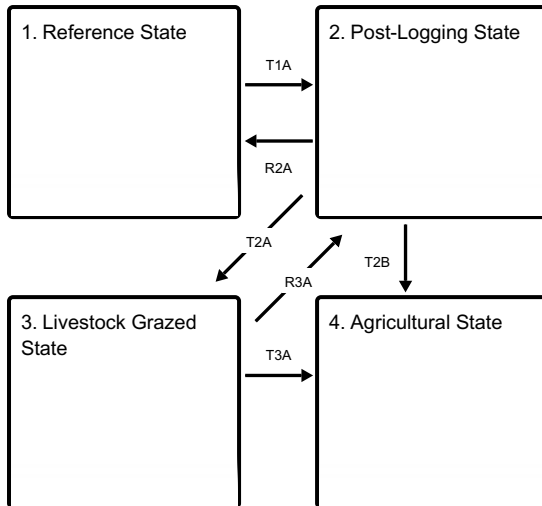 1. Reference State
2. Post-Logging State
T1A
R2A
T2A
R3A
T2B
3. Livestock Grazed
State
4. Agricultural State
T3A